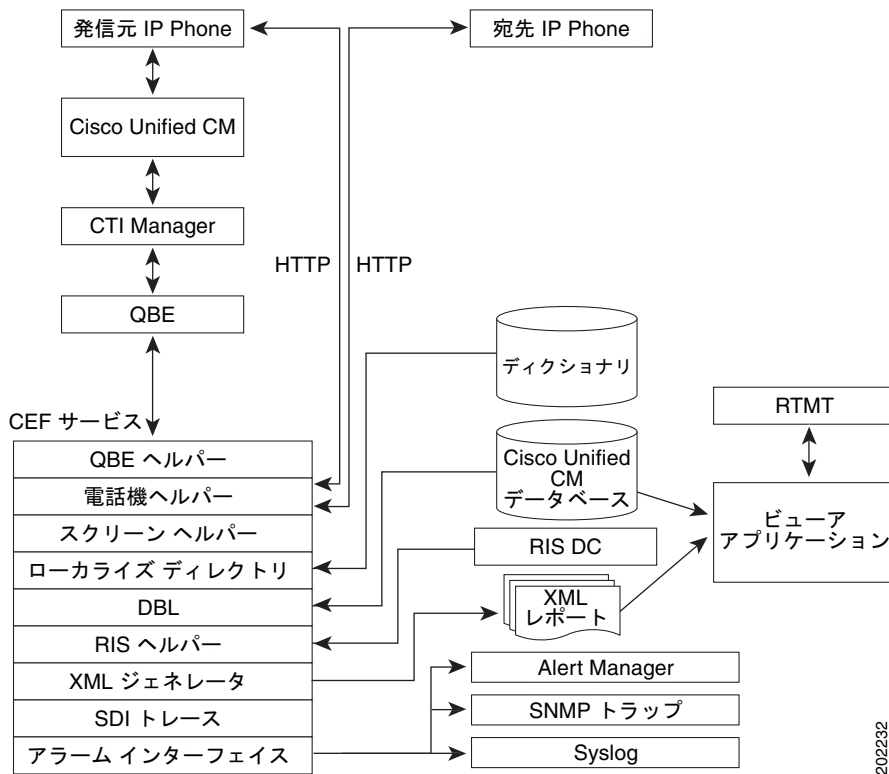 発信元 IP Phone
宛先 IP Phone
Cisco Unified CM
CTI Manager
HTTP
HTTP
QBE
ディクショナリ
CEF サービス
RTMT
QBE ヘルパー
電話機ヘルパー
スクリーン ヘルパー
ローカライズ ディレクトリ
DBL
RIS ヘルパー
XML ジェネレータ
SDI トレース
アラーム インターフェイス
Cisco Unified
CM
データベース
RIS DC
XML
レポート
ビューア
アプリケーション
Alert Manager
SNMP トラップ
Syslog
202232